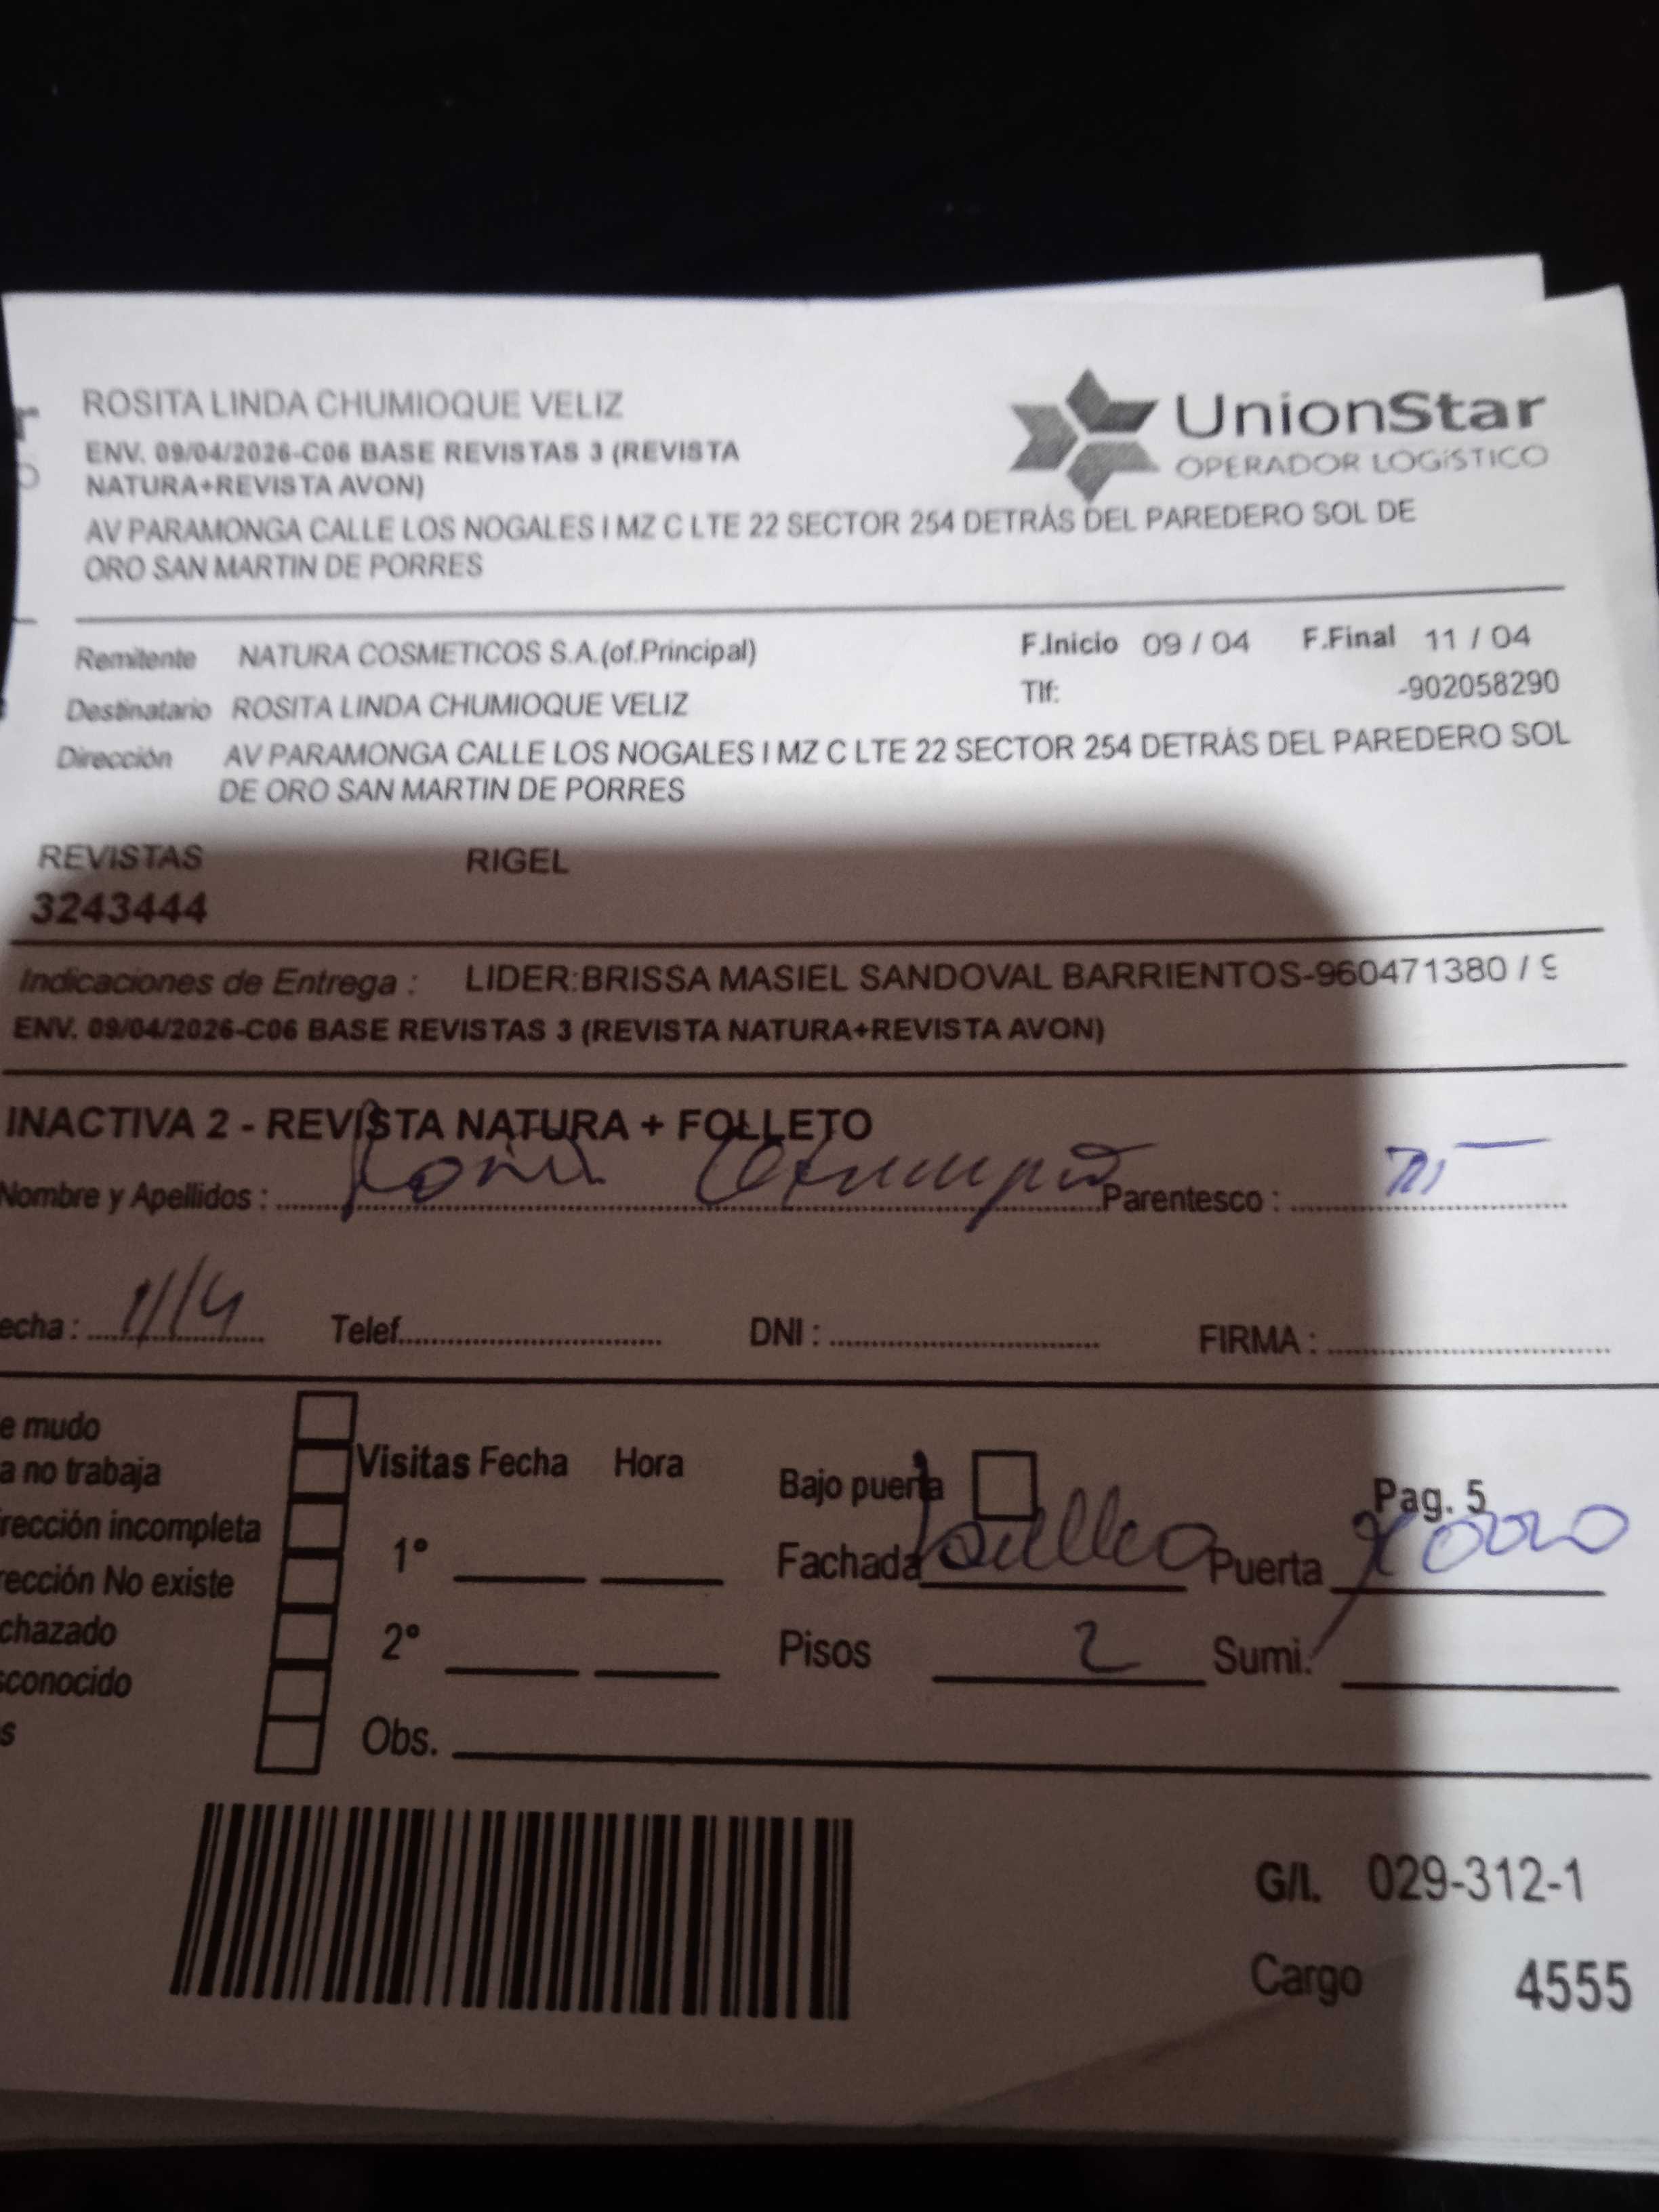 ROSITA LINDA CHUMIOQUE VELIZ
ENV. 09/04/2026-C06 BASE REVISTAS 3 (REVISTA
NATURA+REVISTA AVON)
UnionStar
OPERADOR LOGÍSTICO
AV PARAMONGA CALLE LOS NOGALES I MZ C LTE 22 SECTOR 254 DETRÁS DEL PAREDERO SOL DE
ORO SAN MARTIN DE PORRES
Remitente NATURA COSMETICOS S.A.(of.Principal) F.Inicio 09 / 04 F.Final 11 / 04
Destinatario ROSITA LINDA CHUMIOQUE VELIZ Tlf: -902058290
Dirección AV PARAMONGA CALLE LOS NOGALES I MZ C LTE 22 SECTOR 254 DETRÁS DEL PAREDERO SOL
DE ORO SAN MARTIN DE PORRES
REVISTAS RIGEL
3243444
Indicaciones de Entrega : LIDER:BRISSA MASIEL SANDOVAL BARRIENTOS-960471380 / 9
ENV. 09/04/2026-C06 BASE REVISTAS 3 (REVISTA NATURA+REVISTA AVON)
INACTIVA 2 - REVISTA NATURA + FOLLETO
Nombre y Apellidos : Parentesco :
echa : 11/4 Telef. DNI : FIRMA :
e mudo
a no trabaja
irección incompleta
rección No existe
chazado
sconocido
s
Visitas Fecha Hora
1°
2°
Obs.
Bajo puerta Pag. 5
Fachada Puerta
Pisos 2 Sumi.
G/I. 029-312-1
Cargo 4555